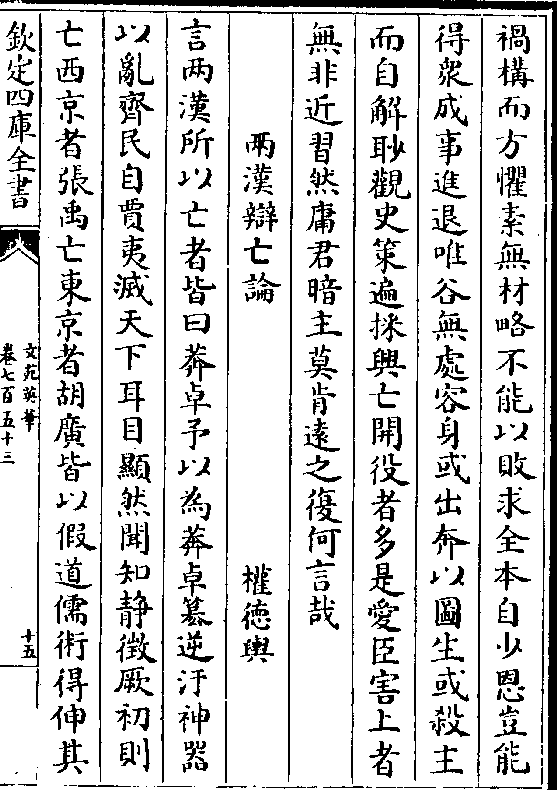 禍構而方懼素無材略不能以敗求全本自少恩豈能
得衆成事進退唯谷無處容身或出奔以圖生或殺主
而自解眇觀史策遍採興亡開役者多是愛臣害上者
無非近習然庸君暗主莫肯遠之復何言哉
兩漢辯亡論　權德輿
言兩漢所以亡者皆曰莽卓予以為莽卓簒逆汙神器
以亂齊民自賈夷滅天下耳目顯然聞知静徵厥初則
亡西京者張禹亡東京者胡廣皆以假道儒術得伸其
欽定四庫全書
文苑英華
卷七百五十三
十五